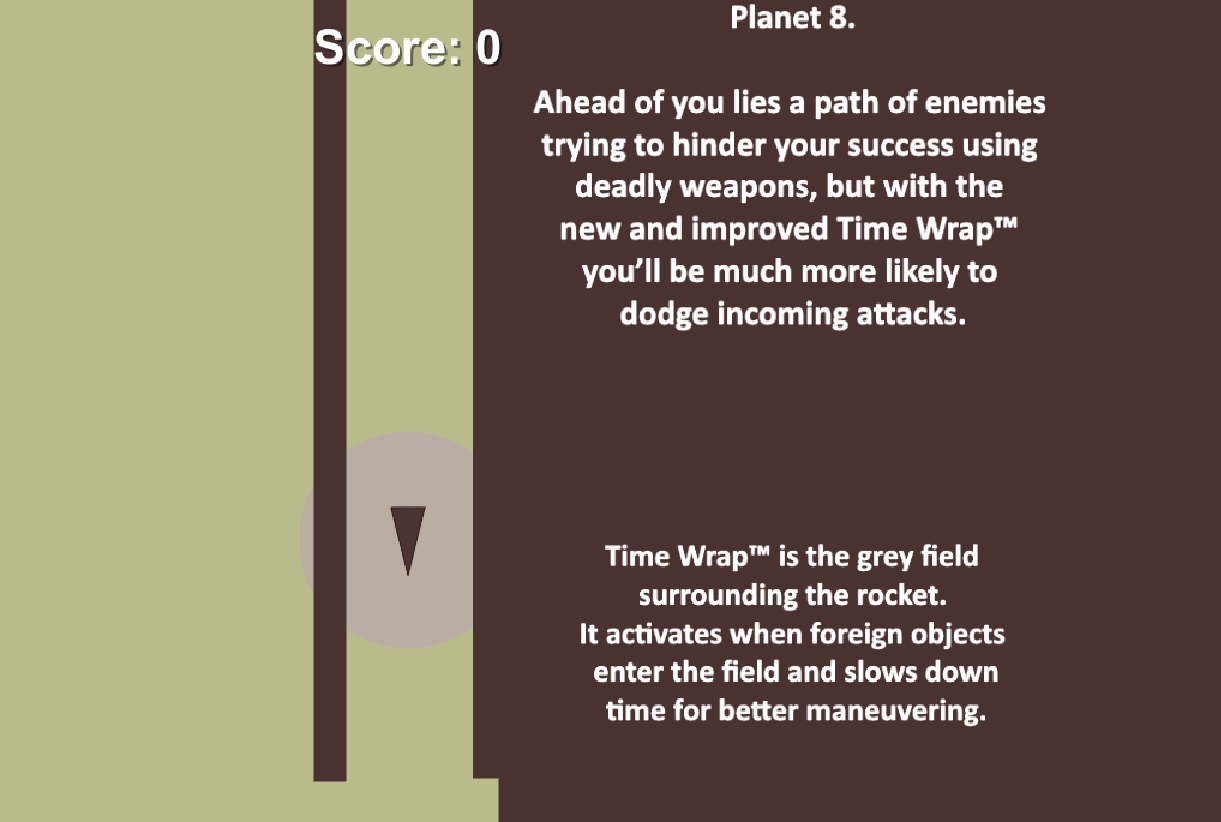 Score: 0
Planet 8.
Ahead of you lies a path of enemies
trying to hinder your success using
deadly weapons, but with the
new and improved Time Wrap™
you’ll be much more likely to
dodge incoming attacks.
Time Wrap™ is the grey field
surrounding the rocket.
It activates when foreign objects
enter the field and slows down
time for better maneuvering.